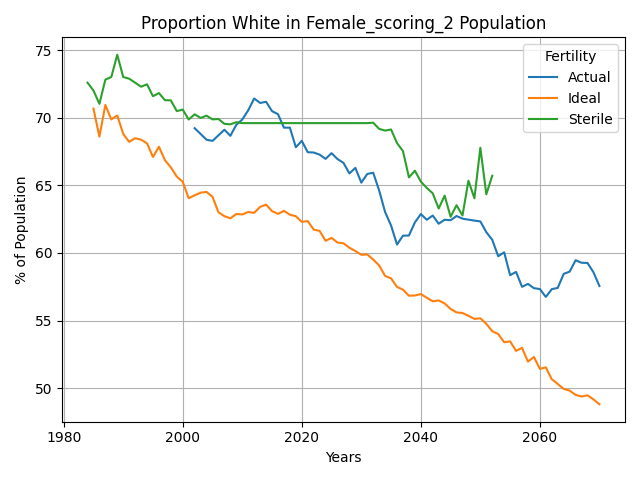 Proportion White in Female_scoring_2 Population
Fertility
Actual
Ideal
Sterile
% of Population
75
70
65
60
55
50
1980
2000
2020
2040
2060
Years